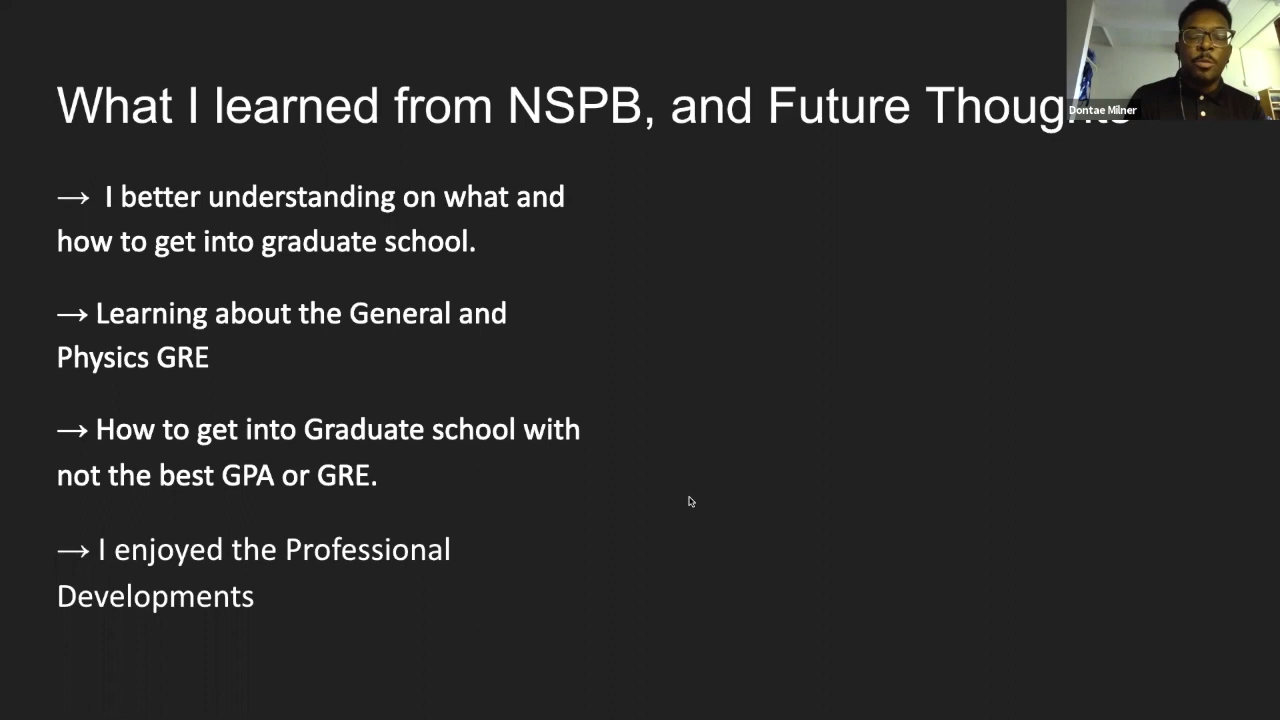 What I learned from NSPB, and Future Thoughts
Dontae Milner
→ I better understanding on what and
how to get into graduate school.
→ Learning about the General and
Physics GRE
→ How to get into Graduate school with
not the best GPA or GRE.
→ I enjoyed the Professional
Developments